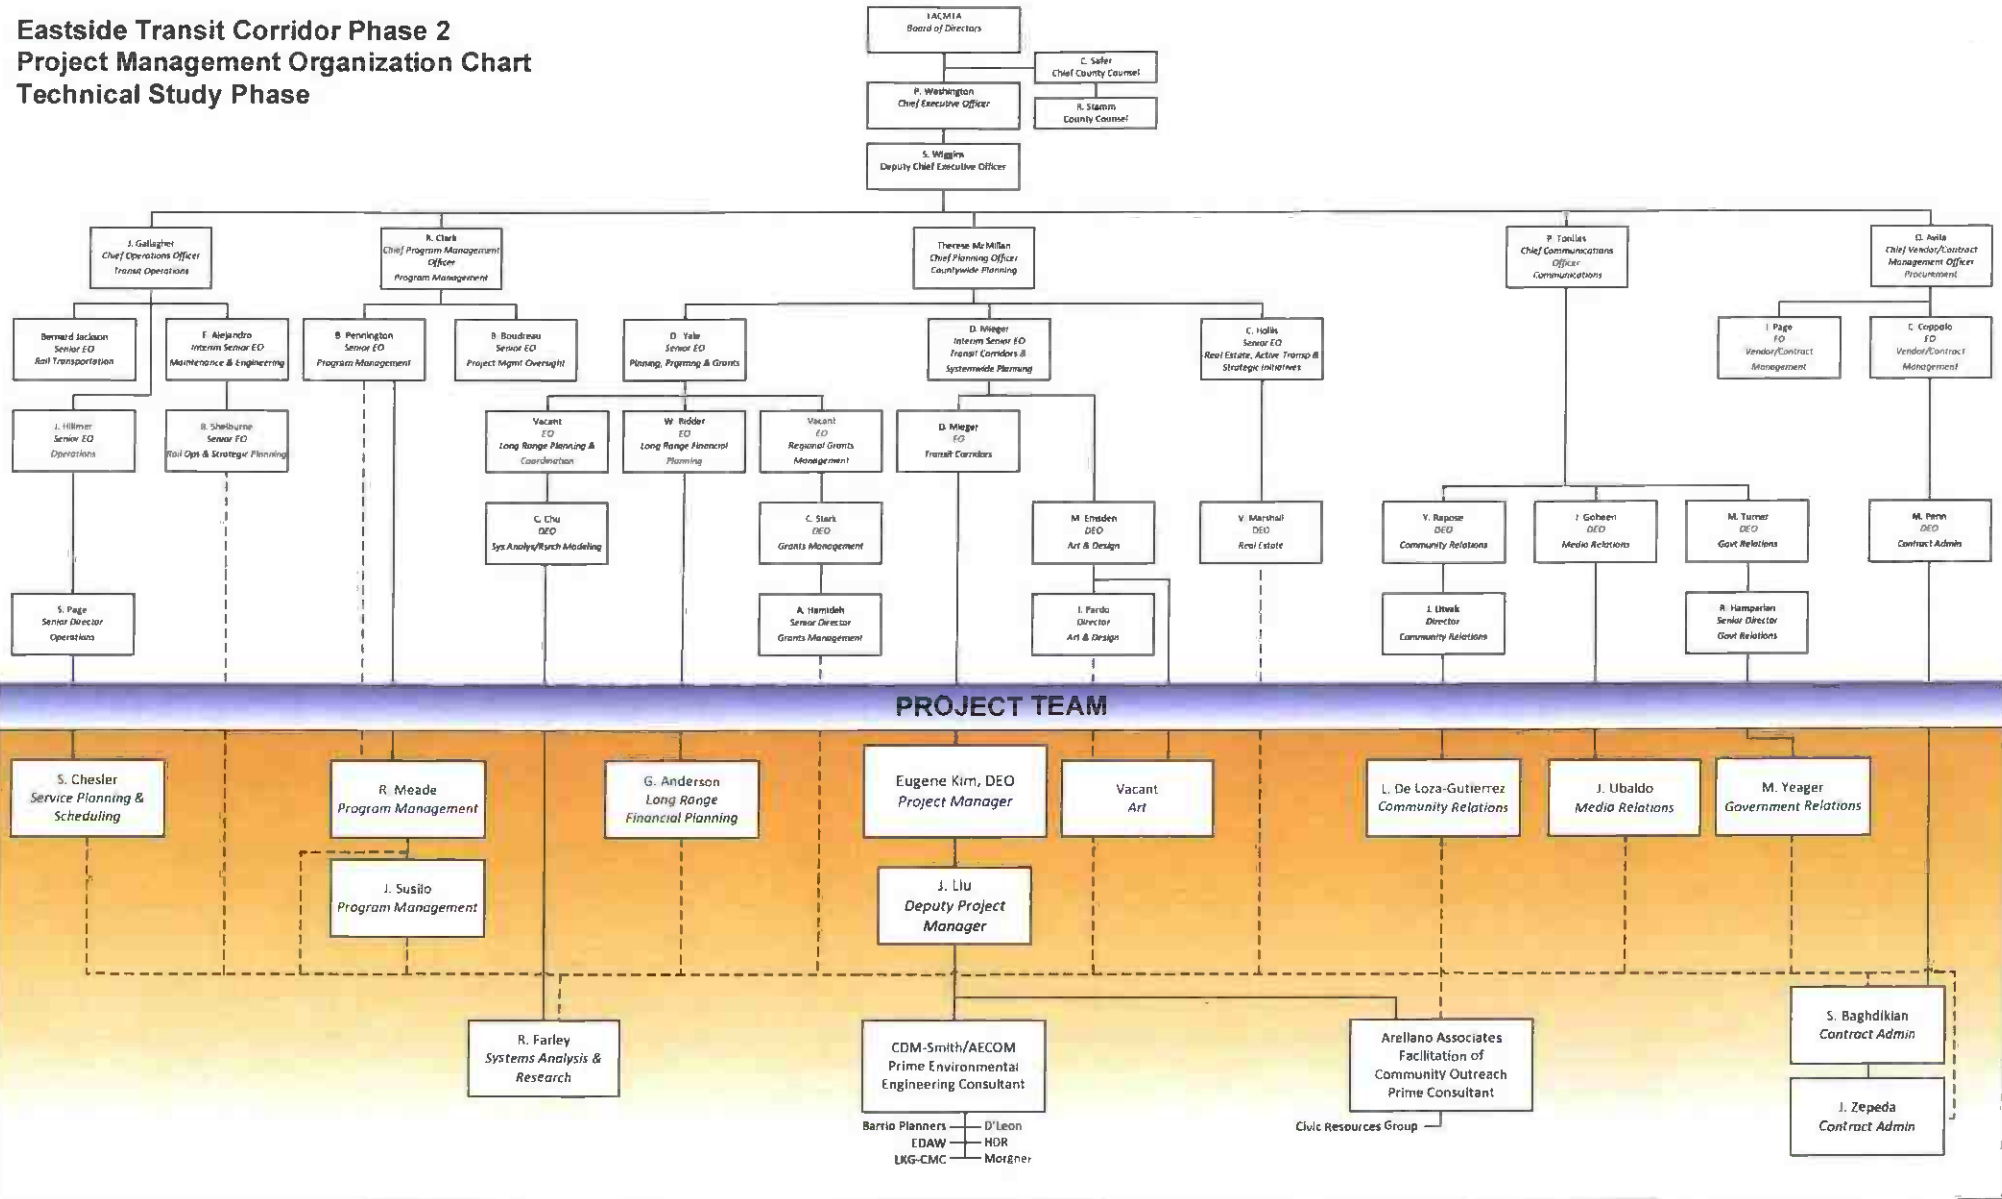 Eastside Transit Corridor Phase 2
Project Management Organization Chart
Technical Study Phase
LACMTA
Board of Directors
C. Safer
Chief County Counsel
P. Washington
Chief Executive Officer
R. Stamm
County Counsel
S. Wiggins
Deputy Chief Executive Officer
J. Gallagher
Chief Operations Officer
Transit Operations
R. Clark
Chief Program Management
Officer
Program Management
Therese McMillan
Chief Planning Officer
Countywide Planning
P. Tonilas
Chief Communications
Officer
Communications
D. Avila
Chief Vendor/Contract
Management Officer
Procurement
Bernard Jackson
Senior EO
Rail Transportation
F. Alejandro
Interim Senior EO
Maintenance & Engineering
B. Pennington
Senior EO
Program Management
B. Boudreau
Senior EO
Project Mgmt Oversight
D. Yale
Senior EO
Planing, Prgrmng & Grants
D. Mieger
Interim Senior EO
Transit Corridors &
Systemwide Planning
C. Hollis
Senior EO
Real Estate, Active Transp &
Strategic Initiatives
I. Page
EO
Vendor/Contract
Management
C. Coppolo
EO
Vendor/Contract
Management
J. Hillmer
Senior EO
Operations
B. Shelburne
Senior EO
Rail Ops & Strategic Planning
Vacant
EO
Long Range Planning &
Coordination
W. Ridder
EO
Long Range Financial
Planning
Vacant
EO
Regional Grants
Management
D. Mieger
EO
Transit Corridors
C. Chu
DEO
Sys Analys/Rsrch Modeling
C. Stark
DEO
Grants Management
M. Emsden
DEO
Art & Design
V. Marshall
DEO
Real Estate
Y. Rapose
DEO
Community Relations
J. Goheen
DEO
Media Relations
M. Turner
DEO
Govt Relations
M. Penn
DEO
Contract Admin
S. Page
Senior Director
Operations
A. Hamideh
Senior Director
Grants Management
I. Pardo
Director
Art & Design
J. Litvak
Director
Community Relations
R. Hamparian
Senior Director
Govt Relations
PROJECT TEAM
S. Chesler
Service Planning &
Scheduling
R. Meade
Program Management
G. Anderson
Long Range
Financial Planning
Eugene Kim, DEO
Project Manager
Vacant
Art
L. De Loza-Gutierrez
Community Relations
J. Ubaldo
Media Relations
M. Yeager
Government Relations
J. Susilo
Program Management
J. Liu
Deputy Project
Manager
R. Farley
Systems Analysis &
Research
CDM-Smith/AECOM
Prime Environmental
Engineering Consultant
Arellano Associates
Facilitation of
Community Outreach
Prime Consultant
S. Baghdikian
Contract Admin
J. Zepeda
Contract Admin
Barrio Planners D'Leon
EDAW HDR
LKG-CMC Morgner
Civic Resources Group